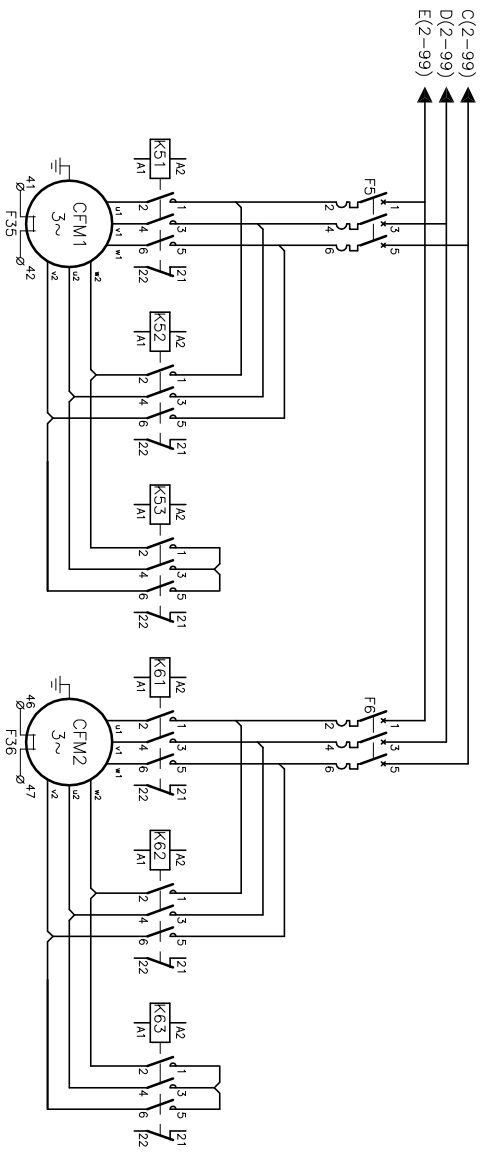 C(2-99)
D(2-99)
E(2-99)
F5
1 3 5
2 4 6
F6
1 3 5
2 4 6
A2
K51
A1
1 3 5
2 4 6
21
22
A2
K52
A1
1 3 5
2 4 6
21
22
A2
K53
A1
1 3 5
2 4 6
21
22
A2
K61
A1
1 3 5
2 4 6
21
22
A2
K62
A1
1 3 5
2 4 6
21
22
A2
K63
A1
1 3 5
2 4 6
21
22
u1 v1 w1
CFM1
3~
w2
u2
v2
41
F35
42
u1 v1 w1
CFM2
3~
w2
u2
v2
46
F36
47